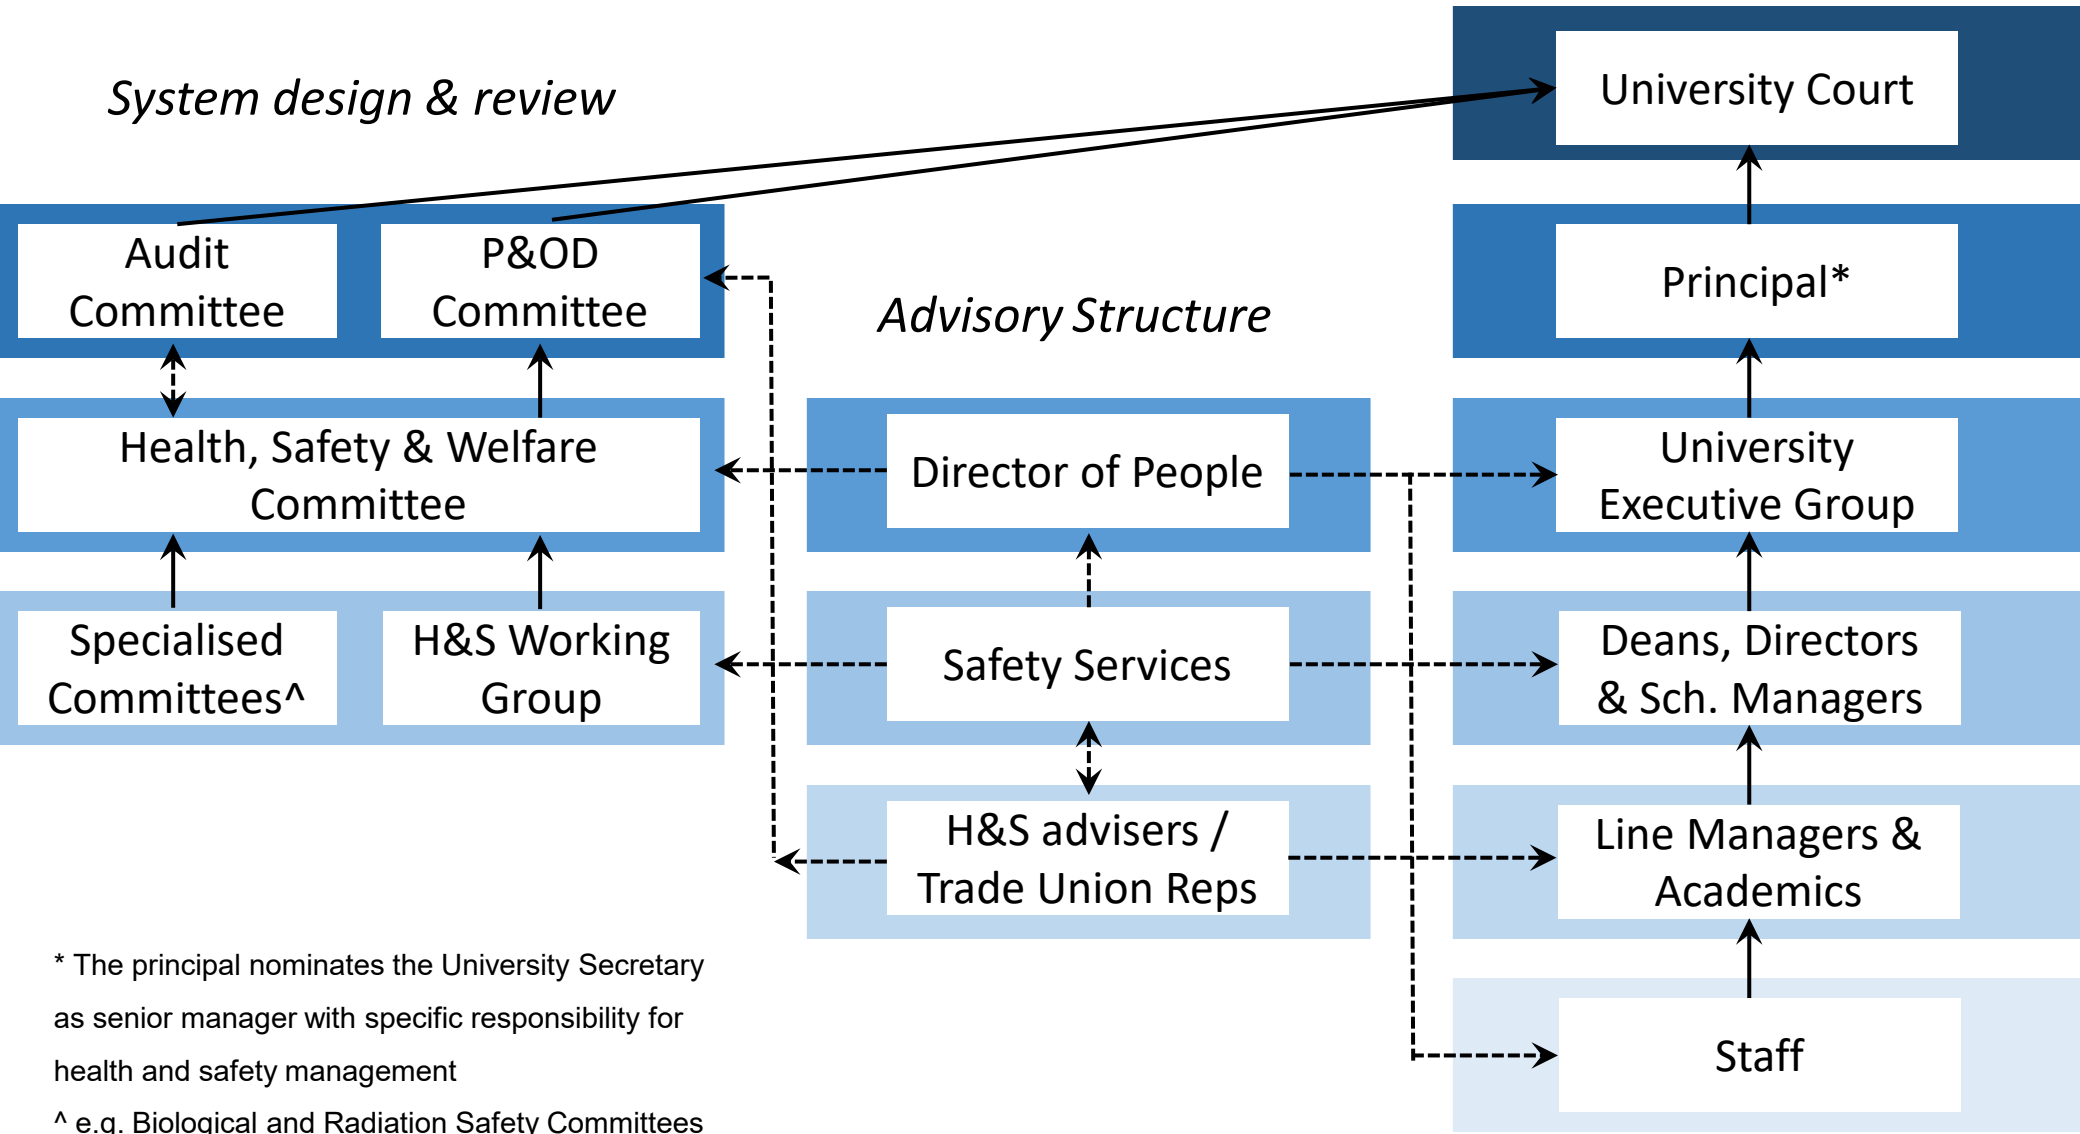 System design & review
University Court
Audit
Committee
P&OD
Committee
Principal*
Advisory Structure
Health, Safety & Welfare
Committee
Director of People
University
Executive Group
Specialised
Committees^
H&S Working
Group
Safety Services
Deans, Directors
& Sch. Managers
H&S advisers /
Trade Union Reps
Line Managers &
Academics
Staff
* The principal nominates the University Secretary
as senior manager with specific responsibility for
health and safety management
^ e.g. Biological and Radiation Safety Committees